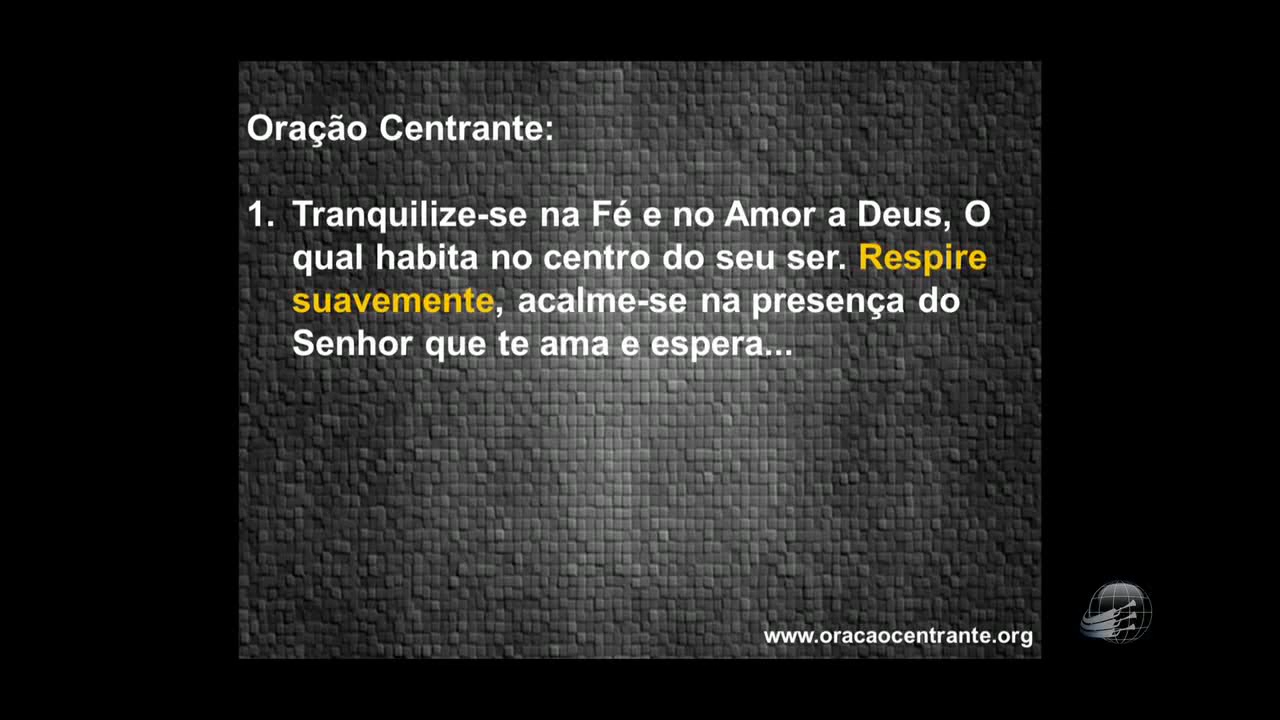 Oração Centrante:
1. Tranquilize-se na Fé e no Amor a Deus, O
qual habita no centro do seu ser. Respire
suavemente, acalme-se na presença do
Senhor que te ama e espera...
www.oracaocentrante.org